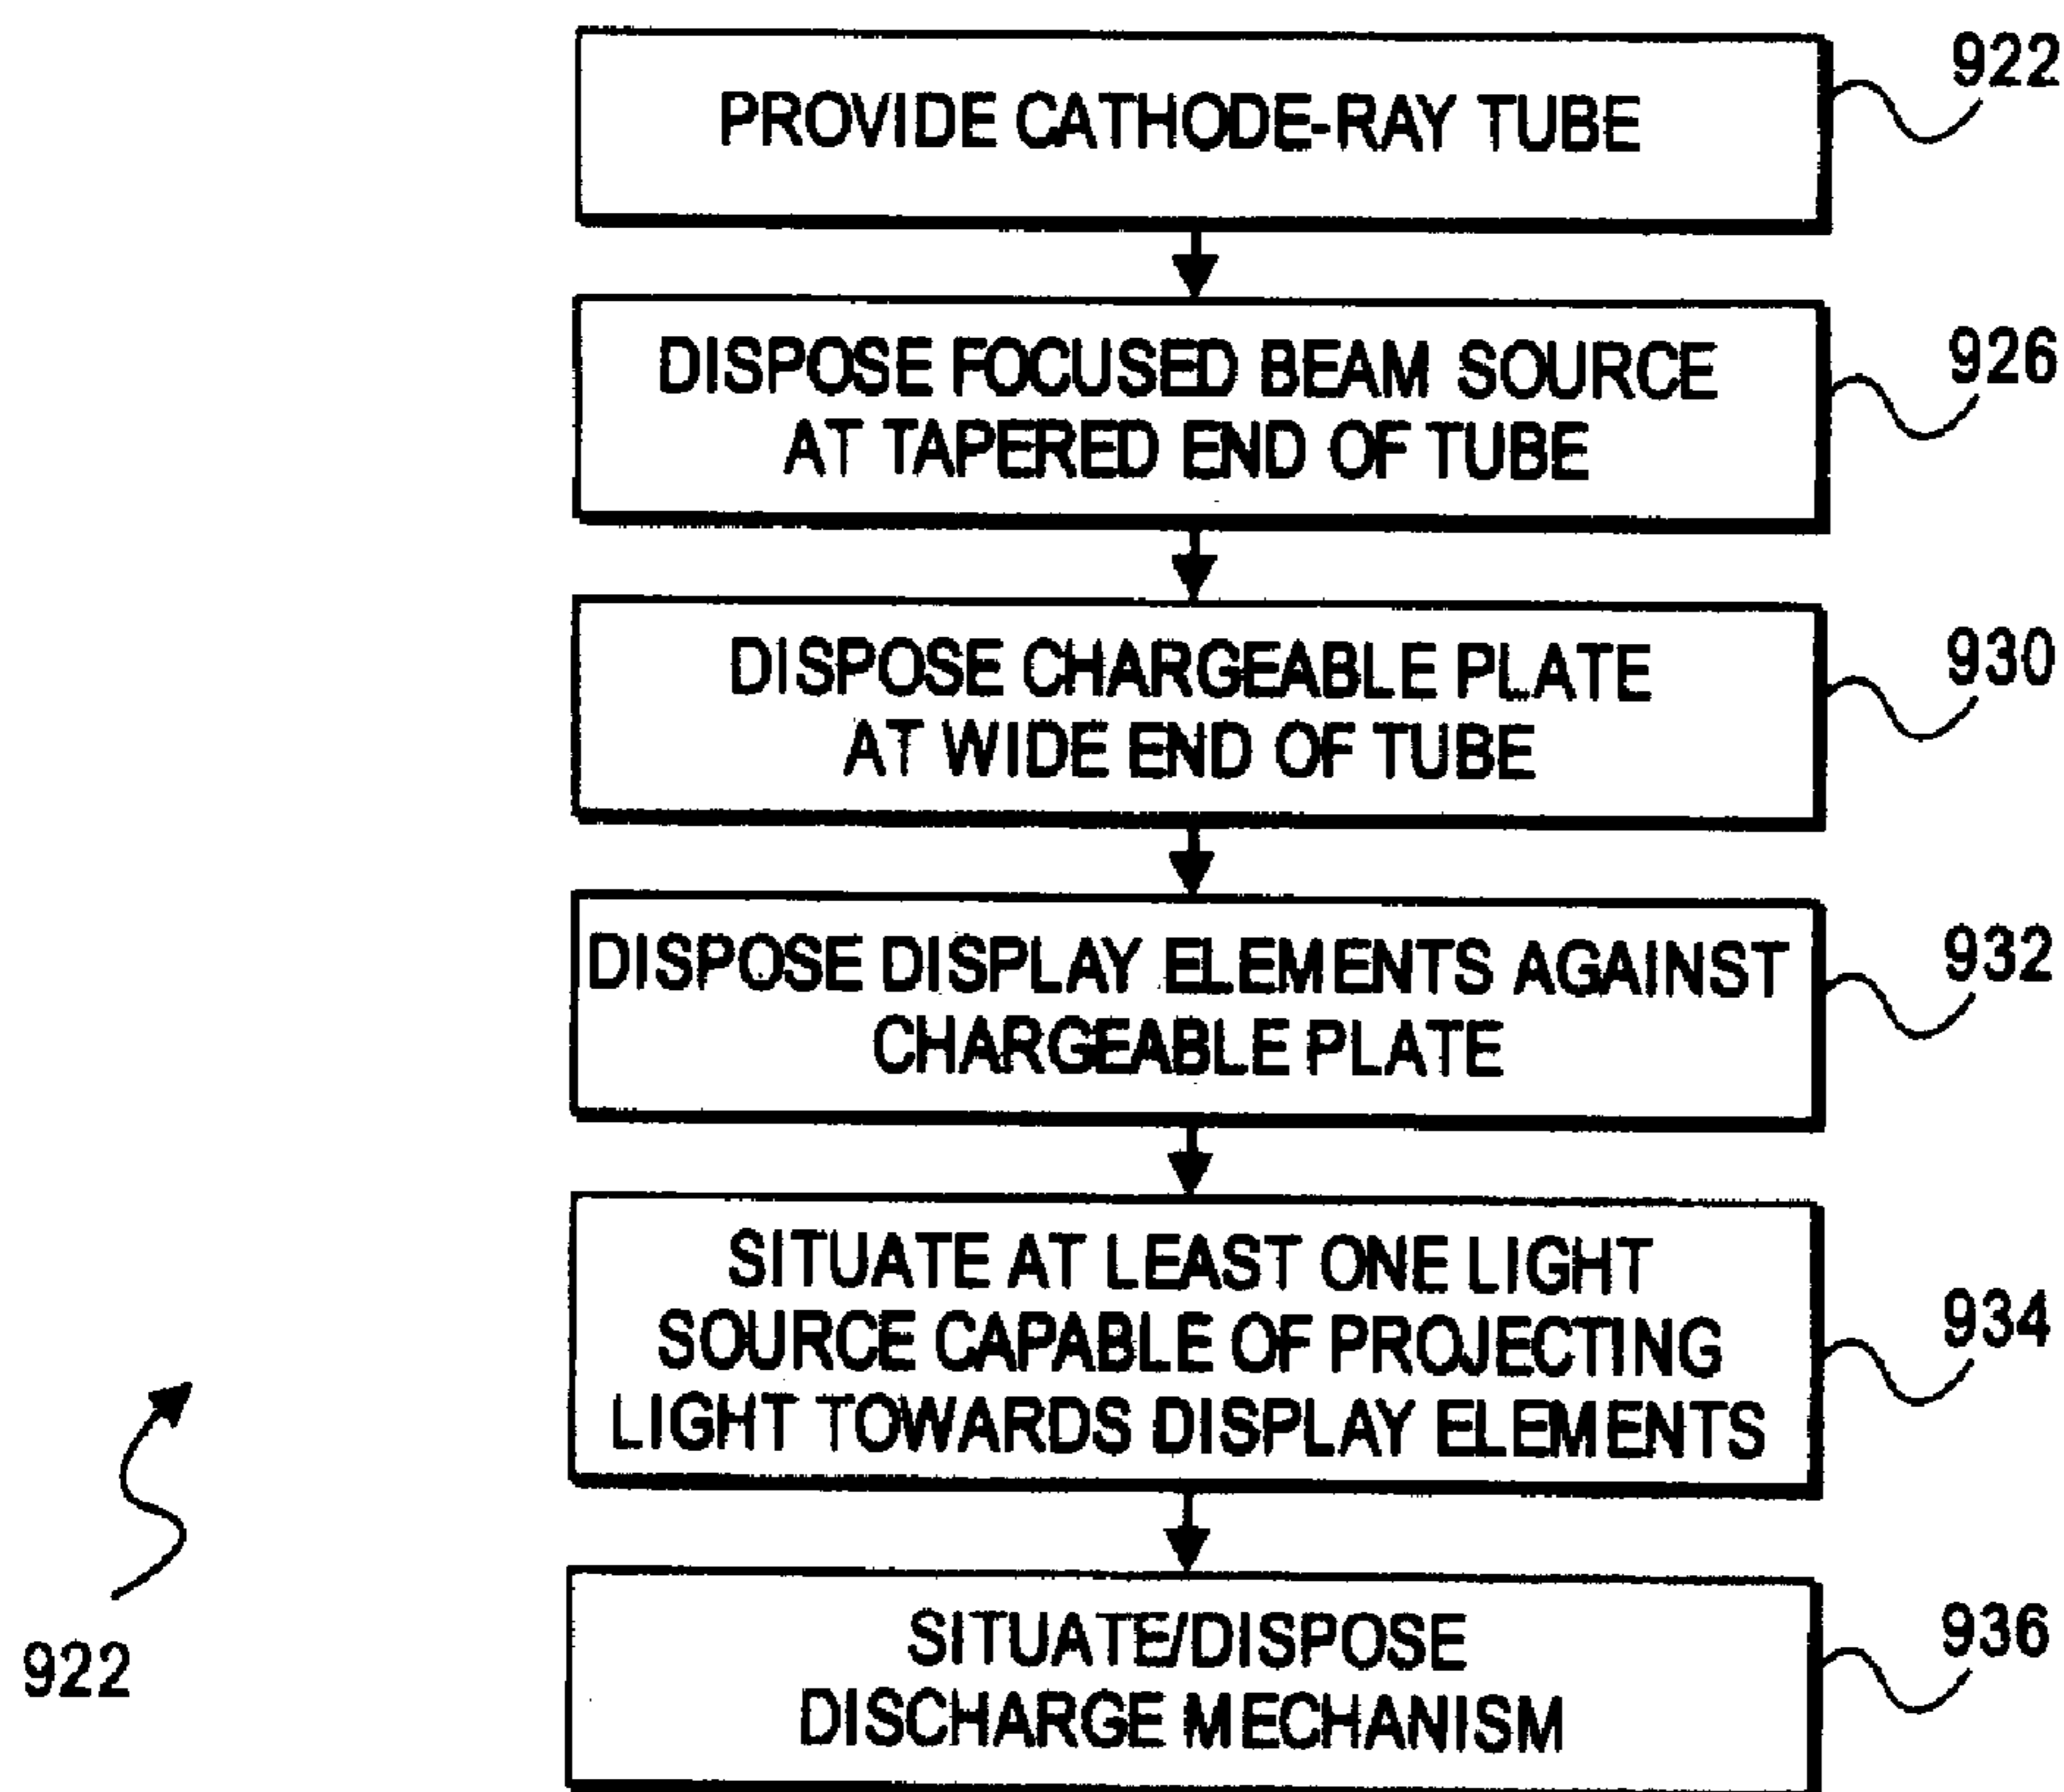 PROVIDE CATHODE-RAY TUBE
922
DISPOSE FOCUSED BEAM SOURCE
AT TAPERED END OF TUBE
926
DISPOSE CHARGEABLE PLATE
AT WIDE END OF TUBE
930
DISPOSE DISPLAY ELEMENTS AGAINST
CHARGEABLE PLATE
932
SITUATE AT LEAST ONE LIGHT
SOURCE CAPABLE OF PROJECTING
LIGHT TOWARDS DISPLAY ELEMENTS
934
SITUATE/DISPOSE
DISCHARGE MECHANISM
936
922